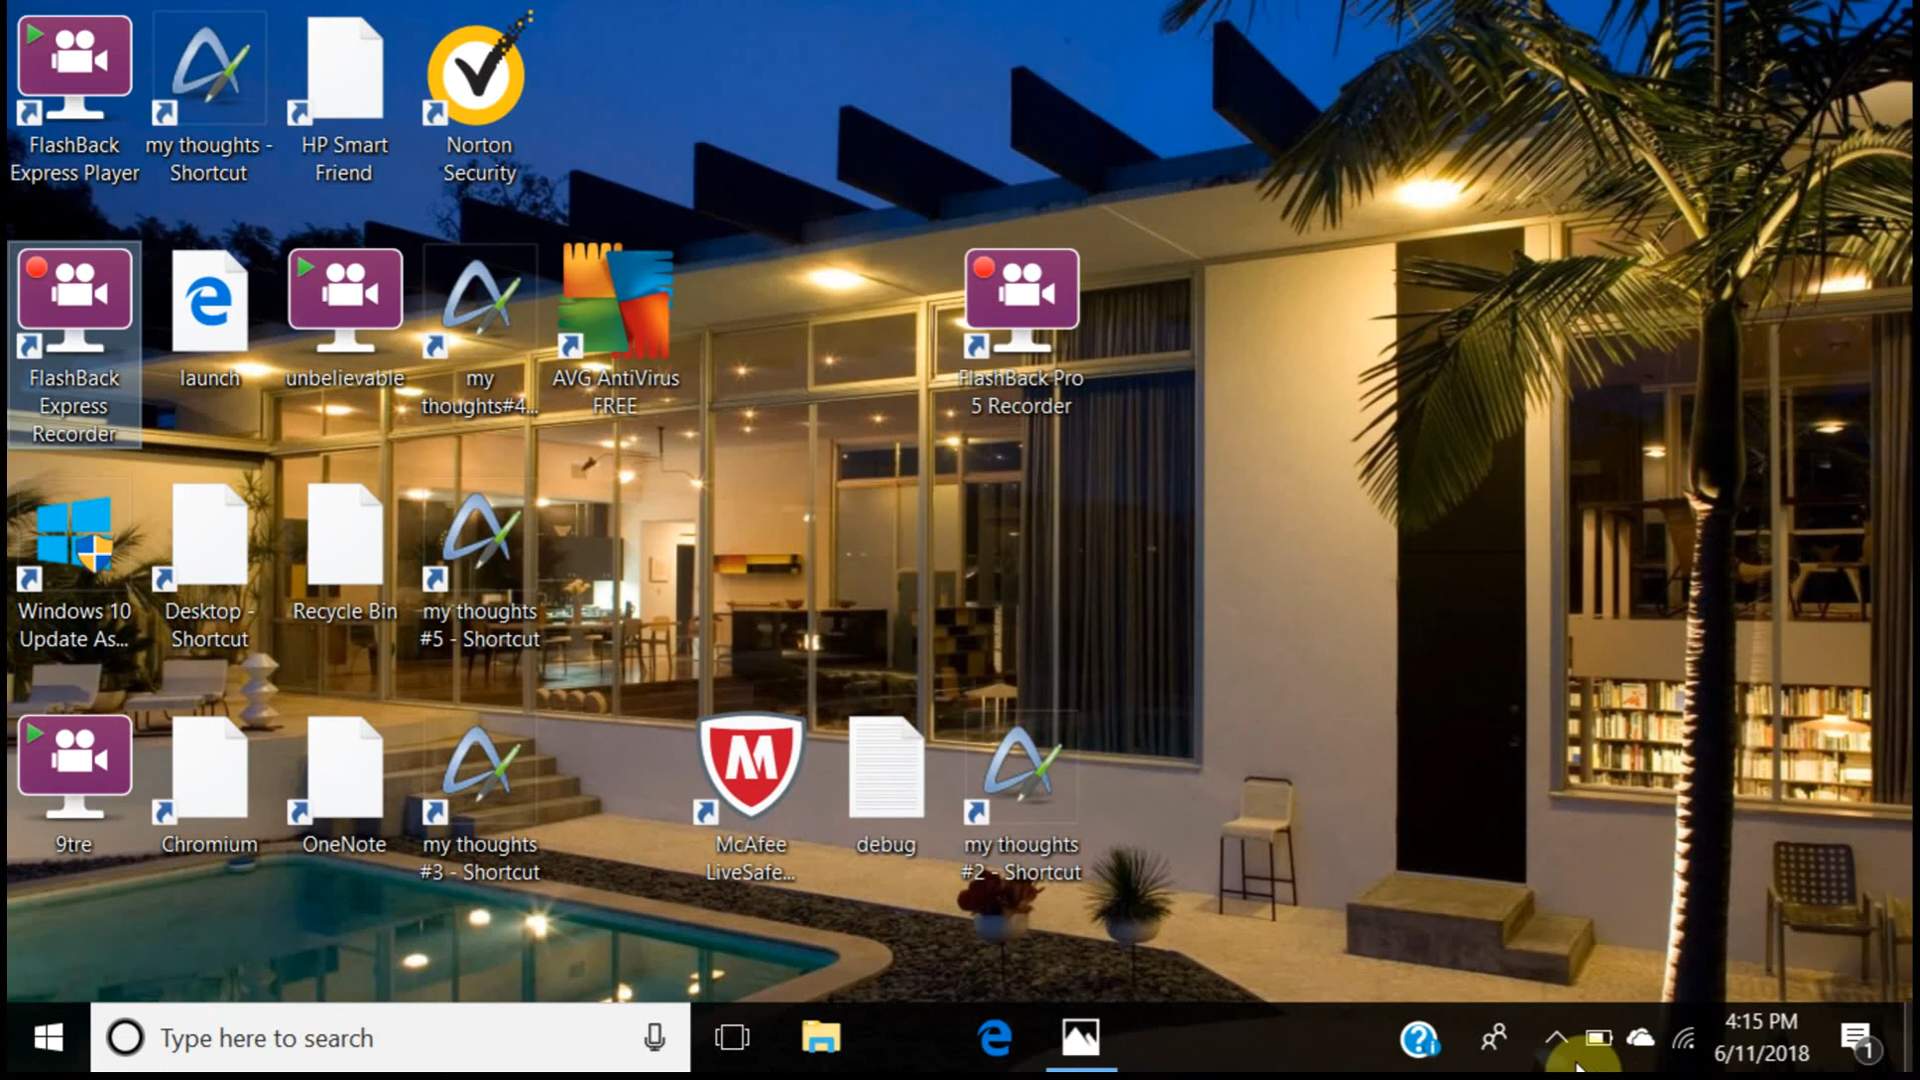 FlashBack
Express Player
my thoughts -
Shortcut
HP Smart
Friend
Norton
Security
FlashBack
Express
Recorder
launch
unbelievable
my
thoughts#4...
AVG AntiVirus
FREE
FlashBack Pro
5 Recorder
Windows 10
Update As...
Desktop -
Shortcut
Recycle Bin
my thoughts
#5 - Shortcut
9tre
Chromium
OneNote
my thoughts
#3 - Shortcut
McAfee
LiveSafe...
debug
my thoughts
#2 - Shortcut
Type here to search
4:15 PM
6/11/2018
1